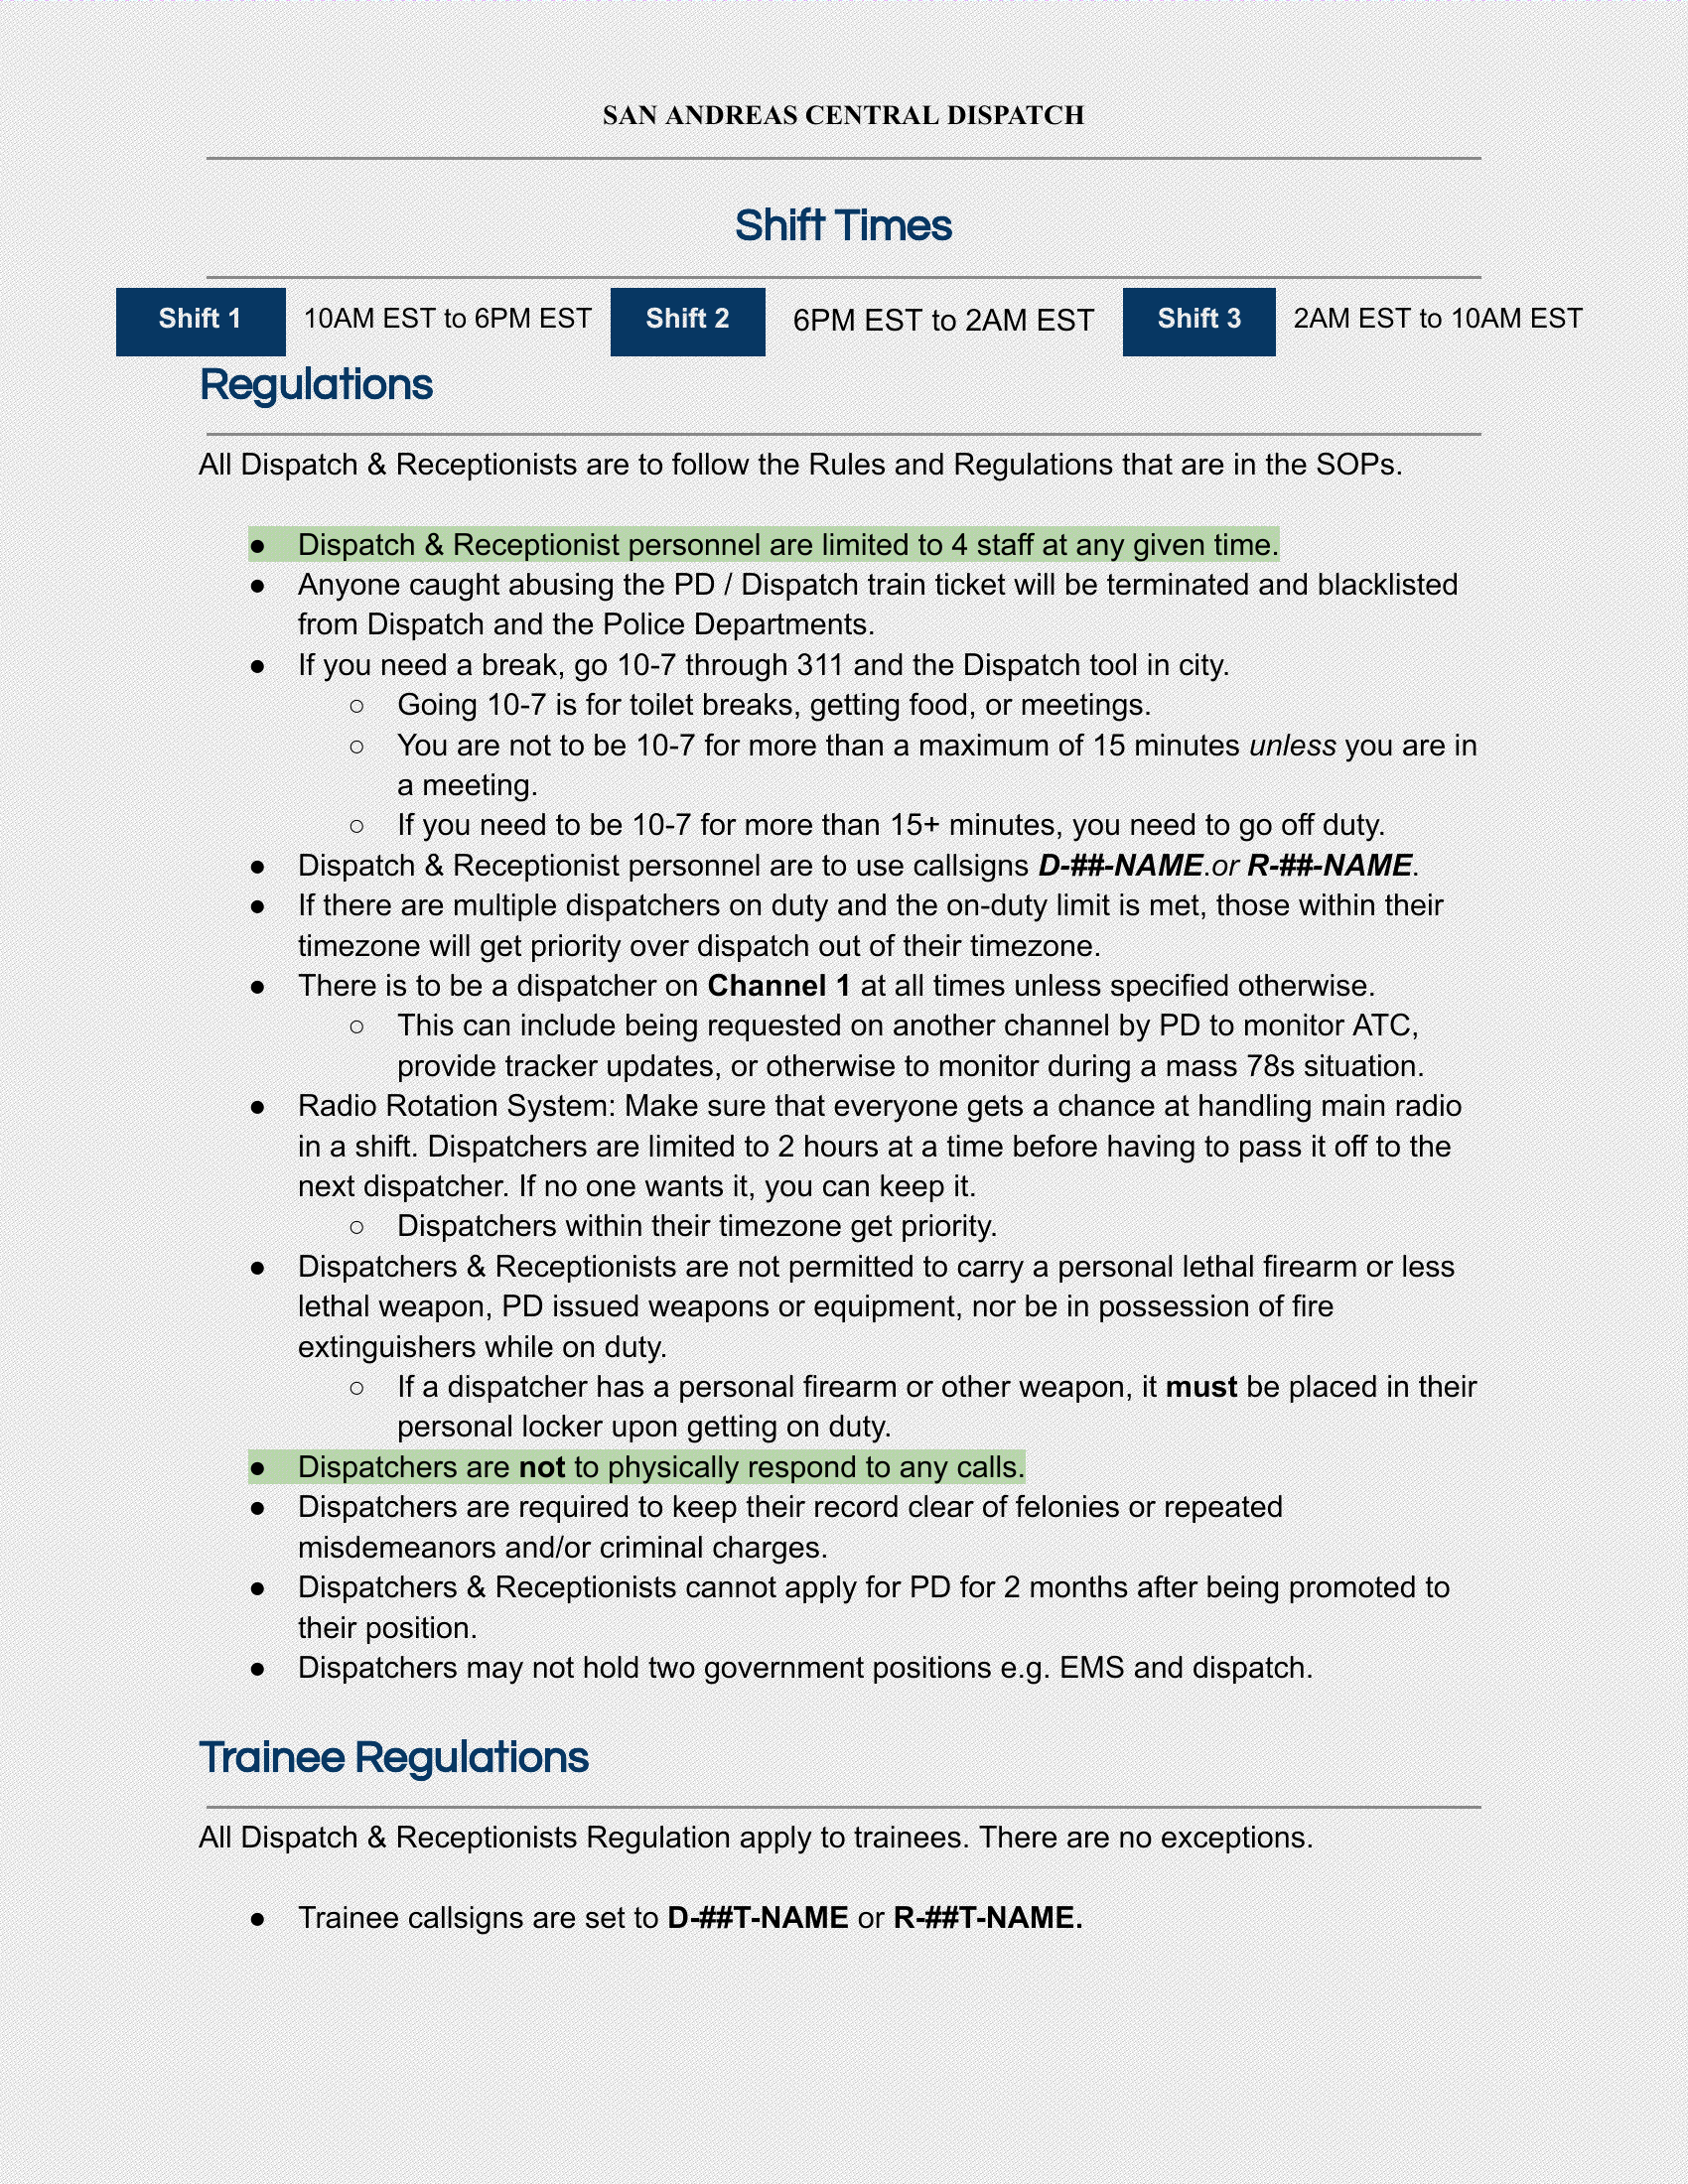 SAN ANDREAS CENTRAL DISPATCH
Shift Times
Shift 1 10AM EST to 6PM EST Shift 2 6PM EST to 2AM EST Shift 3 2AM EST to 10AM EST
Regulations
All Dispatch & Receptionists are to follow the Rules and Regulations that are in the SOPs.
● Dispatch & Receptionist personnel are limited to 4 staff at any given time.
● Anyone caught abusing the PD / Dispatch train ticket will be terminated and blacklisted
from Dispatch and the Police Departments.
● If you need a break, go 10-7 through 311 and the Dispatch tool in city.
○ Going 10-7 is for toilet breaks, getting food, or meetings.
○ You are not to be 10-7 for more than a maximum of 15 minutes unless you are in
a meeting.
○ If you need to be 10-7 for more than 15+ minutes, you need to go off duty.
● Dispatch & Receptionist personnel are to use callsigns D-##-NAME.or R-##-NAME.
● If there are multiple dispatchers on duty and the on-duty limit is met, those within their
timezone will get priority over dispatch out of their timezone.
● There is to be a dispatcher on Channel 1 at all times unless specified otherwise.
○ This can include being requested on another channel by PD to monitor ATC,
provide tracker updates, or otherwise to monitor during a mass 78s situation.
● Radio Rotation System: Make sure that everyone gets a chance at handling main radio
in a shift. Dispatchers are limited to 2 hours at a time before having to pass it off to the
next dispatcher. If no one wants it, you can keep it.
○ Dispatchers within their timezone get priority.
● Dispatchers & Receptionists are not permitted to carry a personal lethal firearm or less
lethal weapon, PD issued weapons or equipment, nor be in possession of fire
extinguishers while on duty.
○ If a dispatcher has a personal firearm or other weapon, it must be placed in their
personal locker upon getting on duty.
● Dispatchers are not to physically respond to any calls.
● Dispatchers are required to keep their record clear of felonies or repeated
misdemeanors and/or criminal charges.
● Dispatchers & Receptionists cannot apply for PD for 2 months after being promoted to
their position.
● Dispatchers may not hold two government positions e.g. EMS and dispatch.
Trainee Regulations
All Dispatch & Receptionists Regulation apply to trainees. There are no exceptions.
● Trainee callsigns are set to D-##T-NAME or R-##T-NAME.